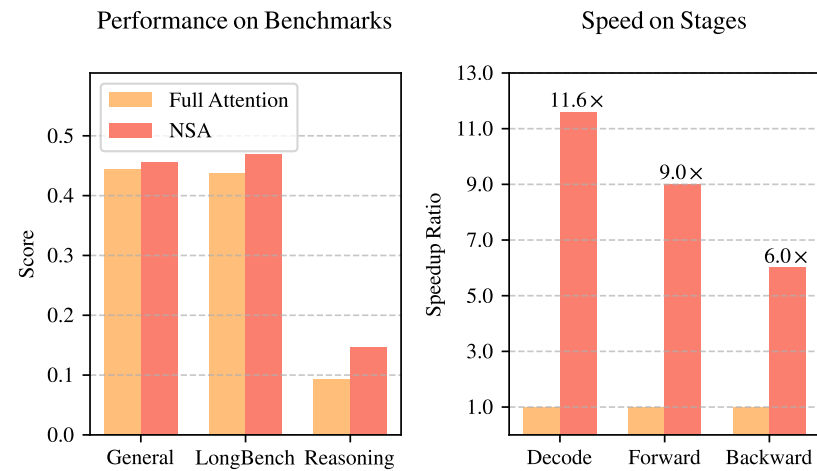 Performance on Benchmarks
Full Attention
NSA
0.5
0.4
0.3
0.2
0.1
0.0
Score
General LongBench Reasoning
Speed on Stages
13.0
11.0
9.0
7.0
5.0
3.0
1.0
Speedup Ratio
11.6×
9.0×
6.0×
Decode Forward Backward